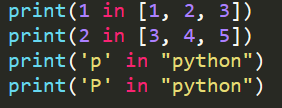 print(1 in [1, 2, 3])
print(2 in [3, 4, 5])
print('p' in "python")
print('P' in "python")